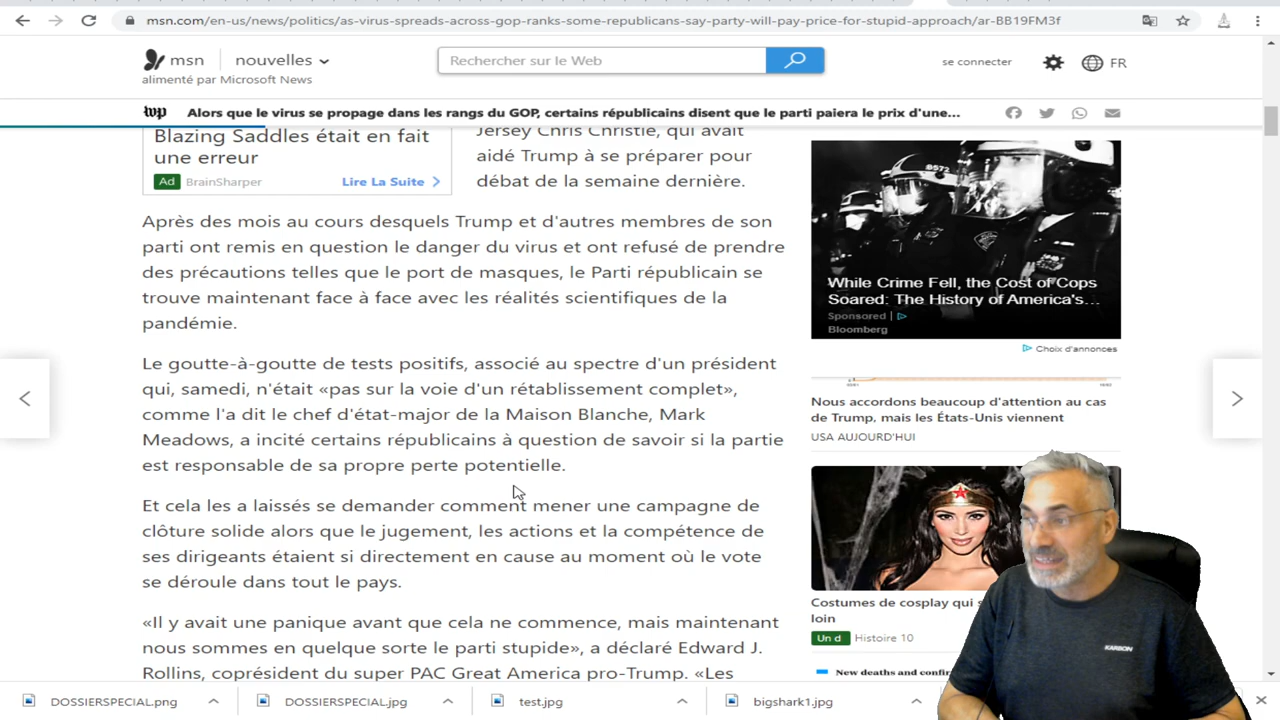 msn.com/en-us/news/politics/as-virus-spreads-across-gop-ranks-some-republicans-say-party-will-pay-price-for-stupid-approach/ar-BB19FM3f
msn
nouvelles
Rechercher sur le Web
se connecter
FR
alimenté par Microsoft News
wp
Alors que le virus se propage dans les rangs du GOP, certains républicains disent que le parti paiera le prix d'une...
Blazing Saddles était en fait
une erreur
Ad BrainSharper Lire La Suite
Jersey Chris Christie, qui avait
aidé Trump à se préparer pour
débat de la semaine dernière.
Après des mois au cours desquels Trump et d'autres membres de son
parti ont remis en question le danger du virus et ont refusé de prendre
des précautions telles que le port de masques, le Parti républicain se
trouve maintenant face à face avec les réalités scientifiques de la
pandémie.
Le goutte-à-goutte de tests positifs, associé au spectre d'un président
qui, samedi, n'était «pas sur la voie d'un rétablissement complet»,
comme l'a dit le chef d'état-major de la Maison Blanche, Mark
Meadows, a incité certains républicains à question de savoir si la partie
est responsable de sa propre perte potentielle.
Et cela les a laissés se demander comment mener une campagne de
clôture solide alors que le jugement, les actions et la compétence de
ses dirigeants étaient si directement en cause au moment où le vote
se déroule dans tout le pays.
«Il y avait une panique avant que cela ne commence, mais maintenant
nous sommes en quelque sorte le parti stupide», a déclaré Edward J.
Rollins, coprésident du super PAC Great America pro-Trump. «Les
B572
While Crime Fell, the Cost of Cops
Soared: The History of America's...
Sponsored
Bloomberg
Choix d'annonces
Nous accordons beaucoup d'attention au cas
de Trump, mais les États-Unis viennent
USA AUJOURD'HUI
Costumes de cosplay qui s
loin
Un d Histoire 10
New deaths and confir
KARBON
DOSSIERSPECIAL.png
DOSSIERSPECIAL.jpg
test.jpg
bigshark1.jpg